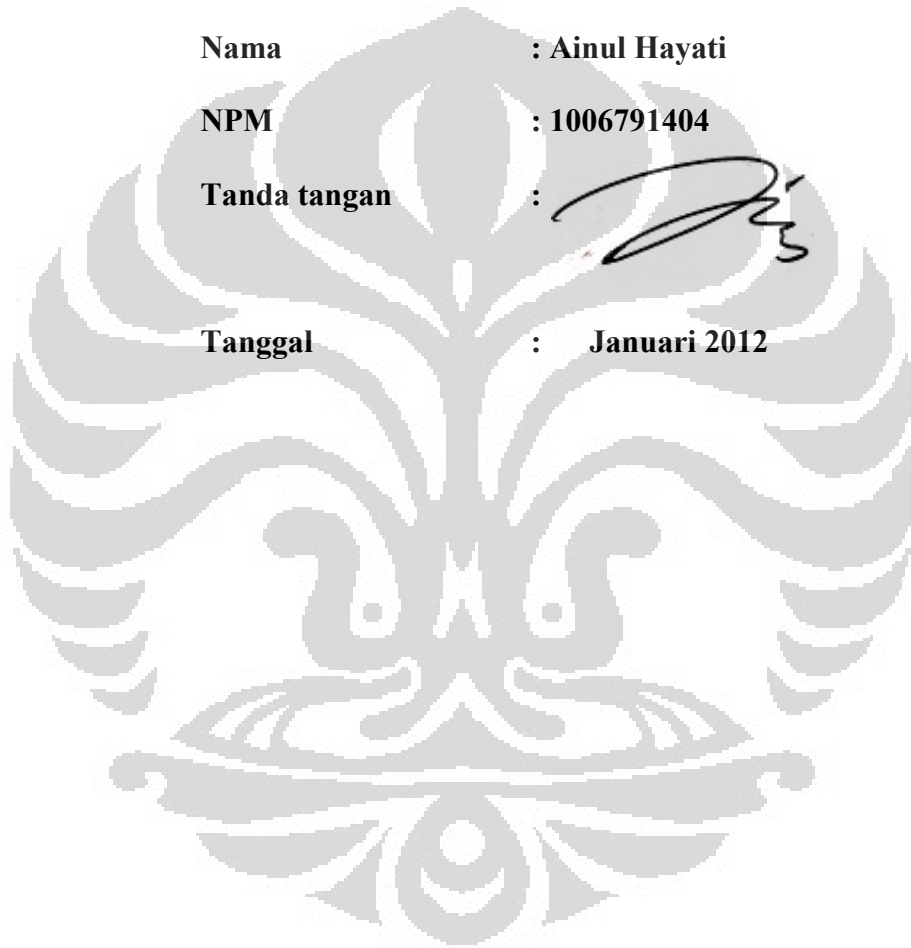 Nama : Ainul Hayati
NPM : 1006791404
Tanda tangan :
Tanggal : Januari 2012